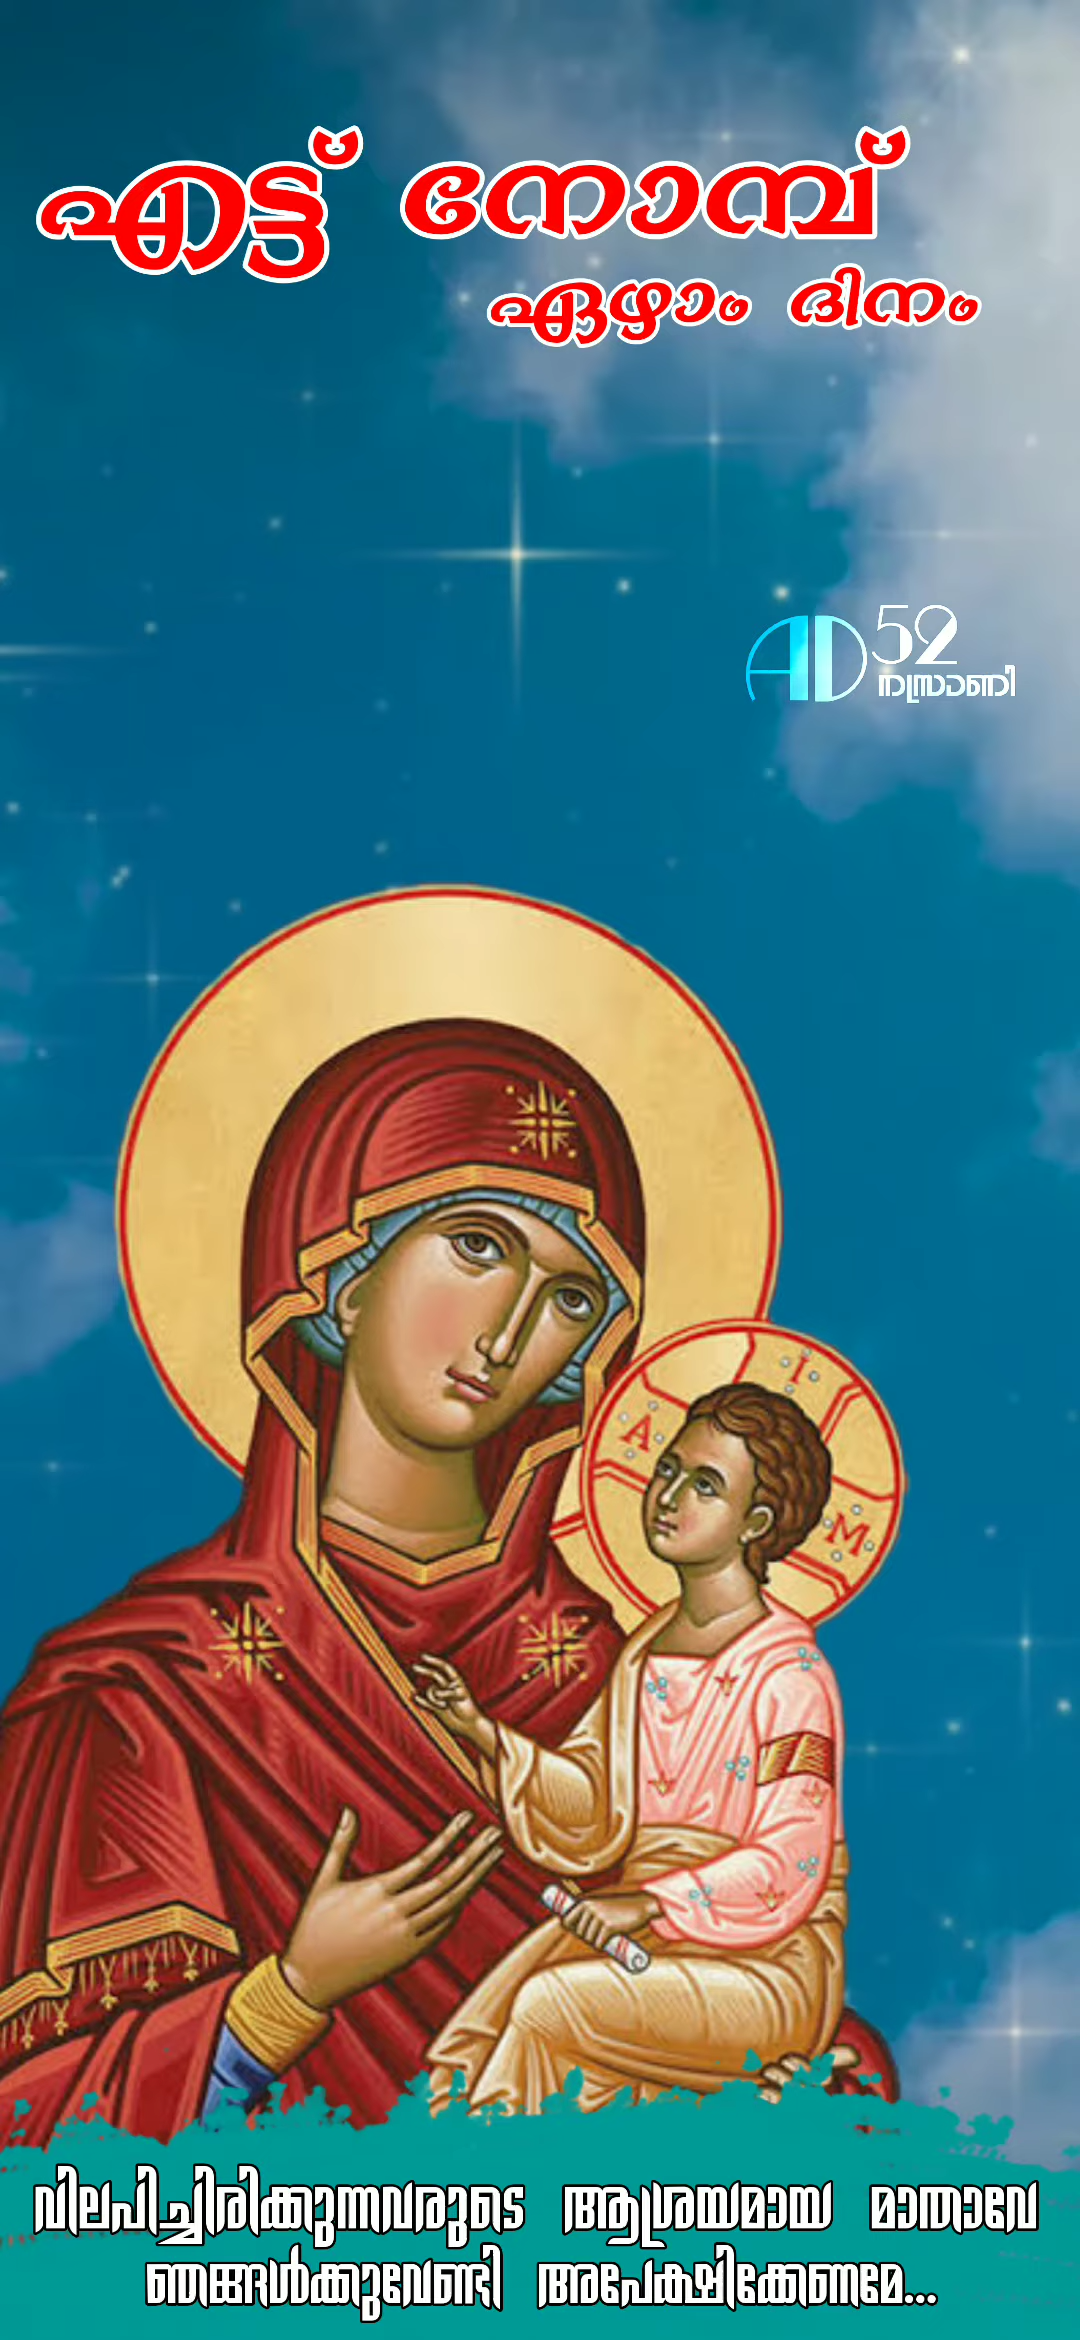 എട്ട് നോമ്പ്
ഏഴാം ദിനം
AD 52
നസ്രാണി
I
A
M
വിലപിച്ചിരിക്കുന്നവരുടെ ആശ്രയമായ മാതാവേ
ഞങ്ങൾക്കുവേണ്ടി അപേക്ഷിക്കേണമേ...